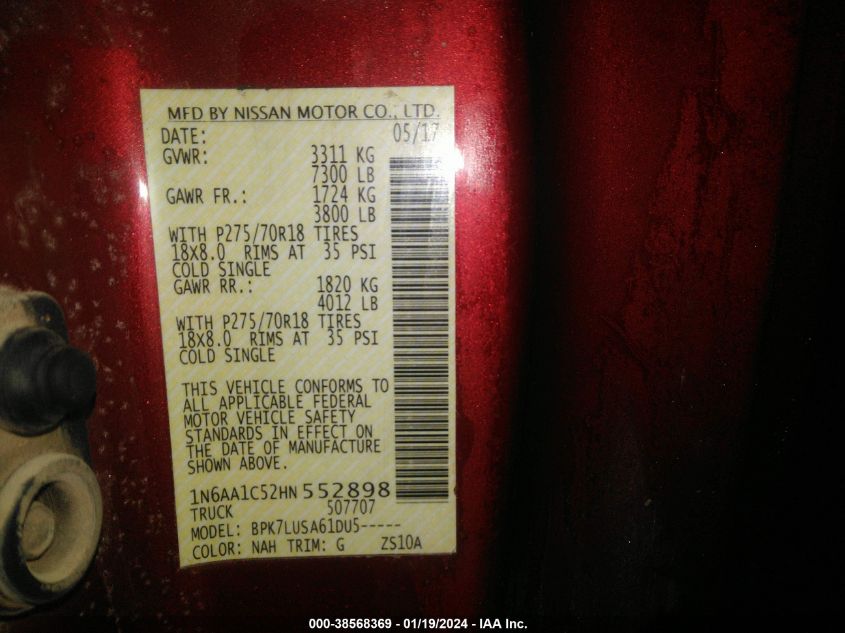 MFD BY NISSAN MOTOR CO., LTD.
DATE: 05/17
GVWR: 3311 KG
7300 LB
GAWR FR.: 1724 KG
3800 LB
WITH P275/70R18 TIRES
18X8.0 RIMS AT 35 PSI
COLD SINGLE
GAWR RR.: 1820 KG
4012 LB
WITH P275/70R18 TIRES
18X8.0 RIMS AT 35 PSI
COLD SINGLE
THIS VEHICLE CONFORMS TO
ALL APPLICABLE FEDERAL
MOTOR VEHICLE SAFETY
STANDARDS IN EFFECT ON
THE DATE OF MANUFACTURE
SHOWN ABOVE.
1N6AA1C52HN552898
TRUCK 507707
MODEL: BPK7LUSA61DU5-----
COLOR: NAH TRIM: G ZS10A
000-38568369 - 01/19/2024 - IAA Inc.